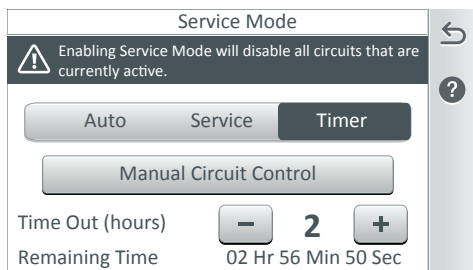 Service Mode
Enabling Service Mode will disable all circuits that are
currently active.
Auto Service Timer
Manual Circuit Control
Time Out (hours) − 2 +
Remaining Time 02 Hr 56 Min 50 Sec
?